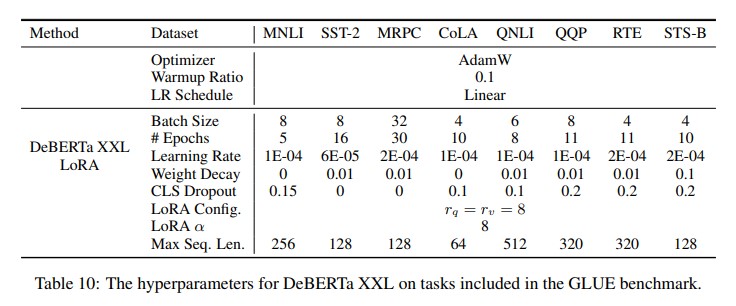 Method Dataset MNLI SST-2 MRPC CoLA QNLI QQP RTE STS-B
Optimizer AdamW
Warmup Ratio 0.1
LR Schedule Linear
DeBERTa XXL
LoRA
Batch Size 8 8 32 4 6 8 4 4
# Epochs 5 16 30 10 8 11 11 10
Learning Rate 1E-04 6E-05 2E-04 1E-04 1E-04 1E-04 2E-04 2E-04
Weight Decay 0 0.01 0.01 0 0.01 0.01 0.01 0.1
CLS Dropout 0.15 0 0 0.1 0.1 0.2 0.2 0.2
LoRA Config. r_q = r_v = 8
LoRA α 8
Max Seq. Len. 256 128 128 64 512 320 320 128
Table 10: The hyperparameters for DeBERTa XXL on tasks included in the GLUE benchmark.